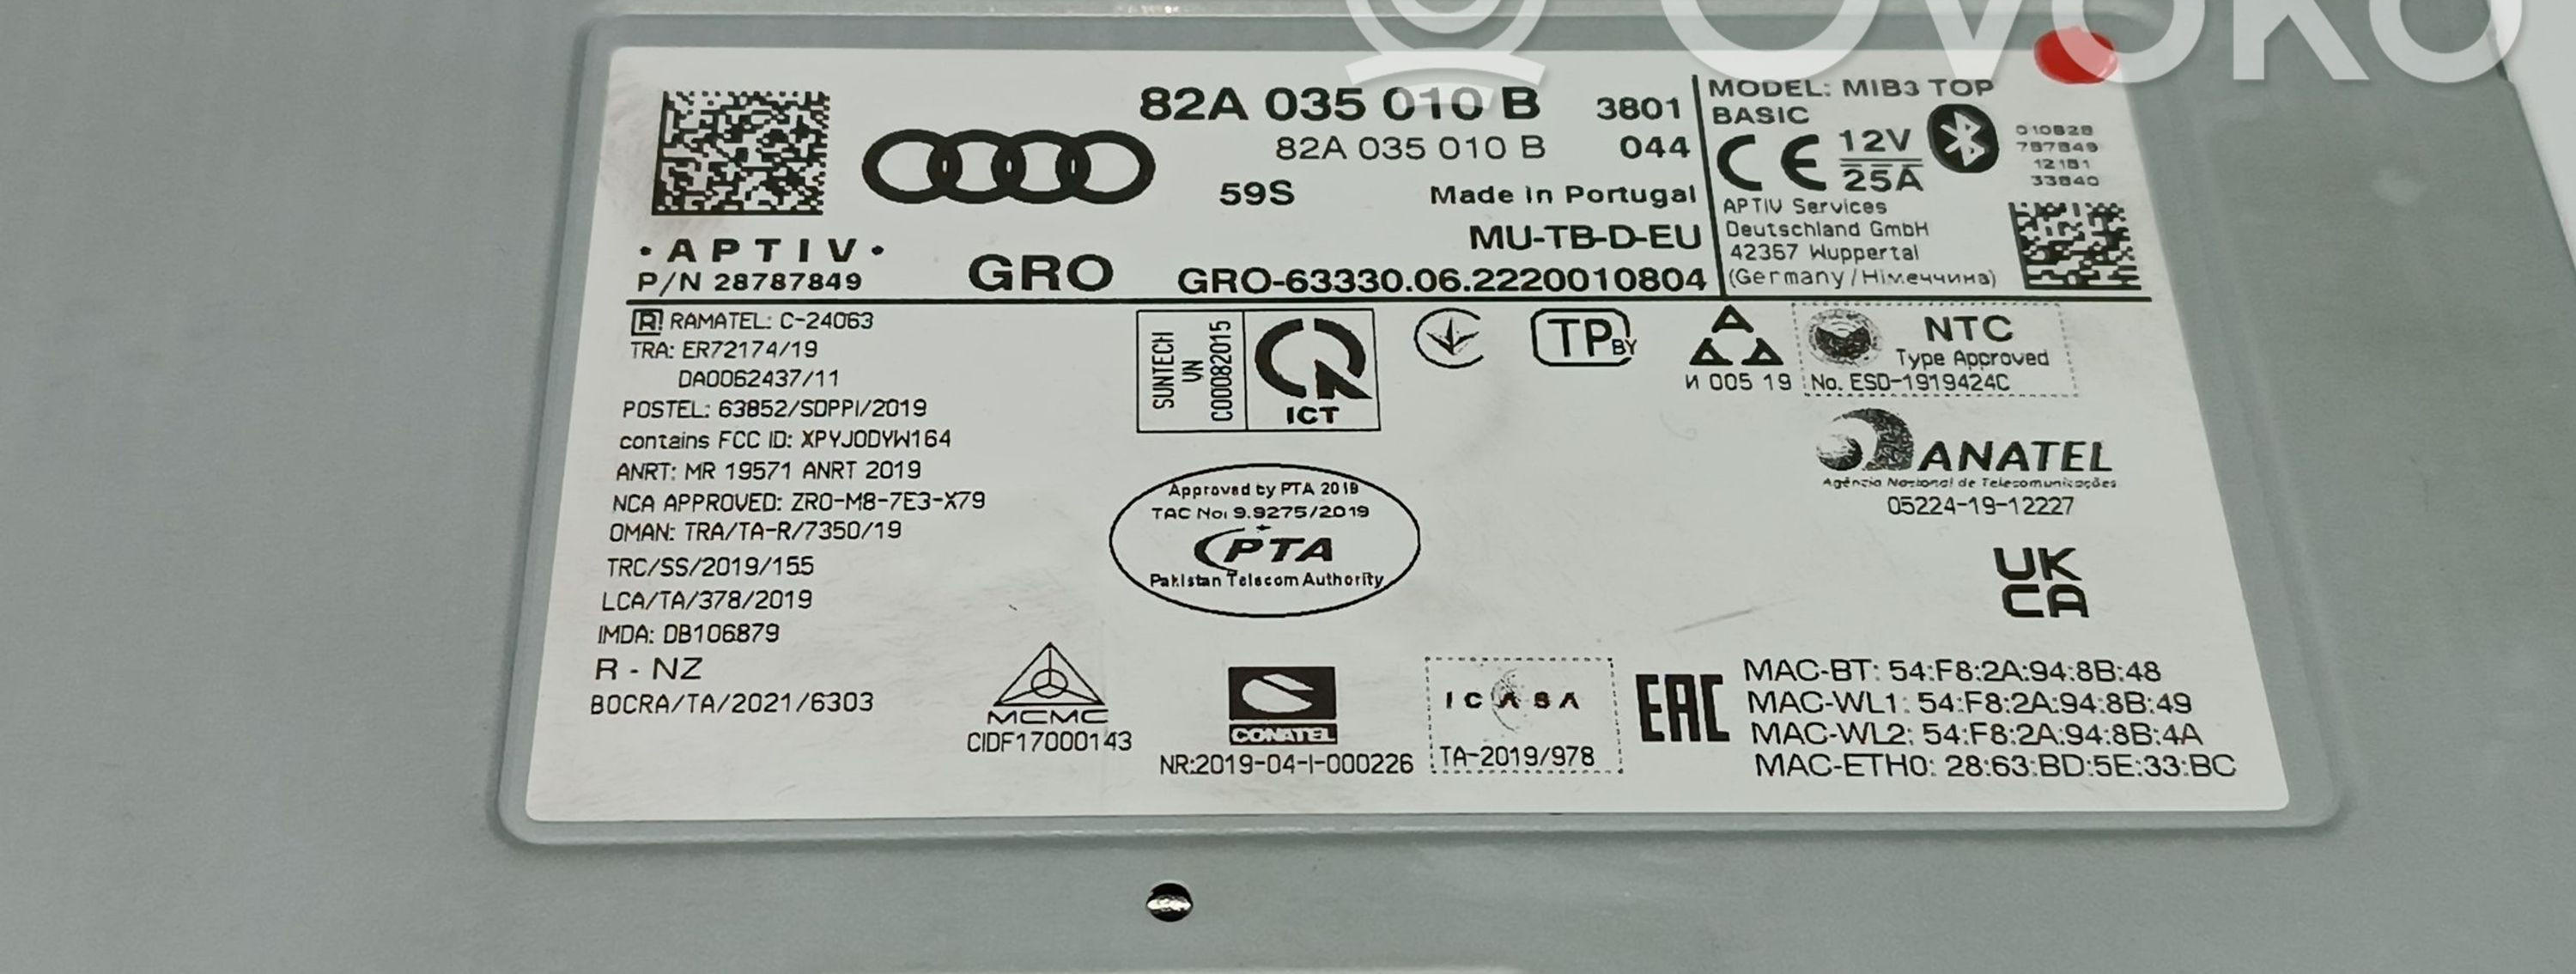 OVOKO
82A 035 010 B 3801
82A 035 010 B 044
59S Made in Portugal
MU-TB-D-EU
·APTIV·
P/N 28787849
GRO GRO-63330.06.2220010804
MODEL: MIB3 TOP
BASIC
CE 12V
25A
010828
787849
12181
33840
APTIV Services
Deutschland GmbH
42367 Wuppertal
(Germany/Німеччина)
R RAMATEL: C-24063
TRA: ER72174/19
DA0062437/11
POSTEL: 63852/SDPPI/2019
contains FCC ID: XPYJODYW164
ANRT: MR 19571 ANRT 2019
NCA APPROVED: ZRO-M8-7E3-X79
OMAN: TRA/TA-R/7350/19
TRC/SS/2019/155
LCA/TA/378/2019
IMDA: DB106879
R - NZ
BOCRA/TA/2021/6303
SUNTECH
VN
C00082015
ICT
TP BY
И 005 19
NTC
Type Approved
No. ESD-1919424C
Approved by PTA 2018
TAC No: 9.9275/2019
PTA
Pakistan Telecom Authority
ANATEL
Agência Nacional de Telecomunicações
05224-19-12227
UK
CA
MCMC
CIDF17000143
CONATEL
NR:2019-04-I-000226
ICASA
TA-2019/978
EAC
MAC-BT: 54:F8:2A:94:8B:48
MAC-WL1: 54:F8:2A:94:8B:49
MAC-WL2: 54:F8:2A:94:8B:4A
MAC-ETH0: 28:63:BD:5E:33:BC